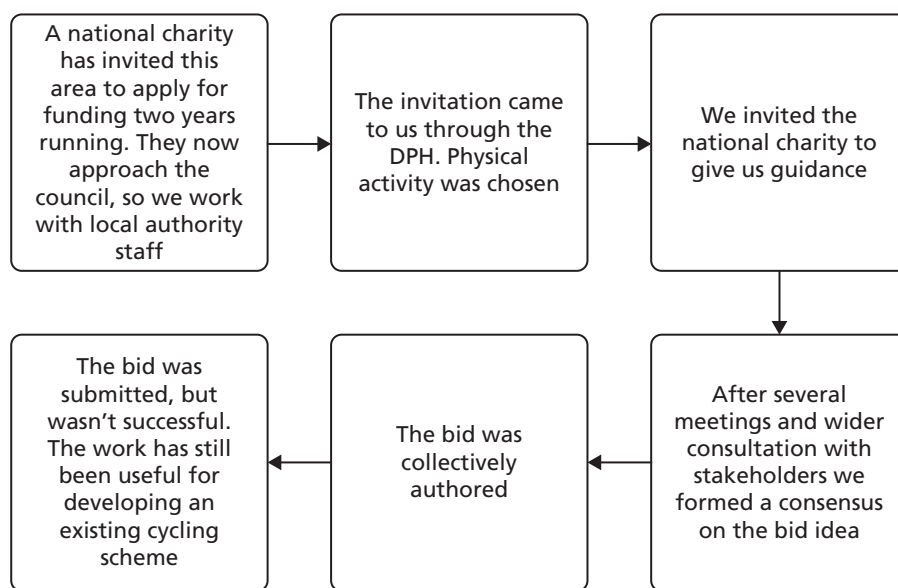 A national charity
has invited this
area to apply for
funding two years
running. They now
approach the
council, so we work
with local authority
staff
The invitation came
to us through the
DPH. Physical
activity was chosen
We invited the
national charity to
give us guidance
After several
meetings and wider
consultation with
stakeholders we
formed a consensus
on the bid idea
The bid was
collectively
authored
The bid was
submitted, but
wasn’t successful.
The work has still
been useful for
developing an
existing cycling
scheme